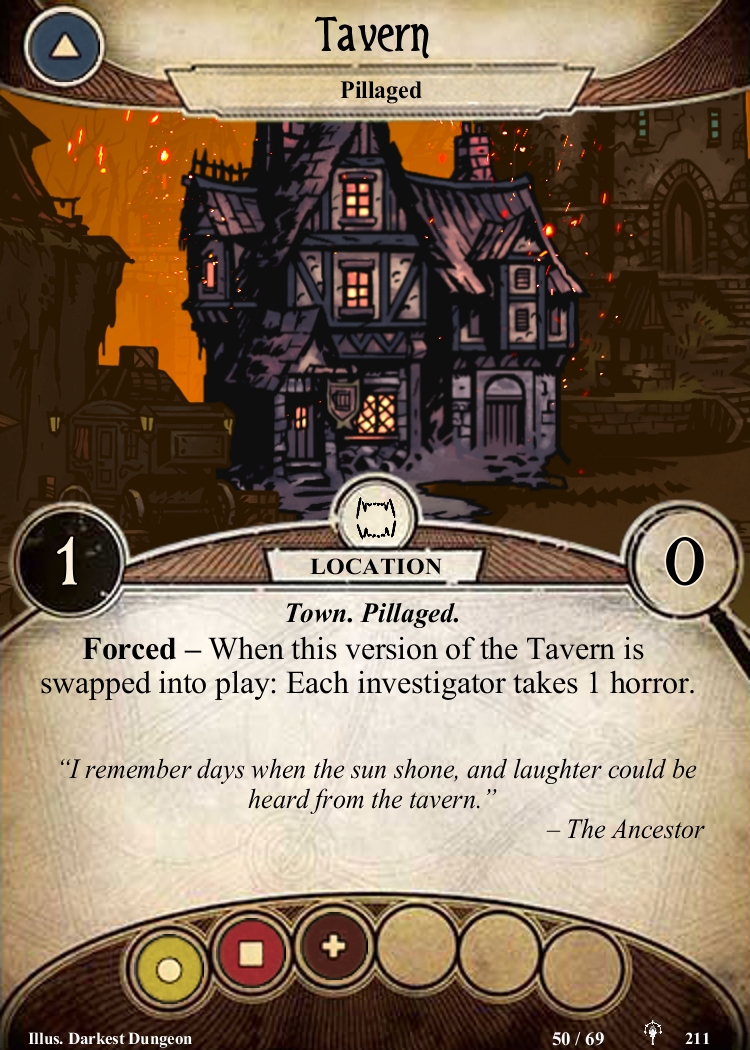 Tavern
Pillaged
1
LOCATION
0
Town. Pillaged.
Forced – When this version of the Tavern is
swapped into play: Each investigator takes 1 horror.
“I remember days when the sun shone, and laughter could be
heard from the tavern.”
– The Ancestor
Illus. Darkest Dungeon
50 / 69
211